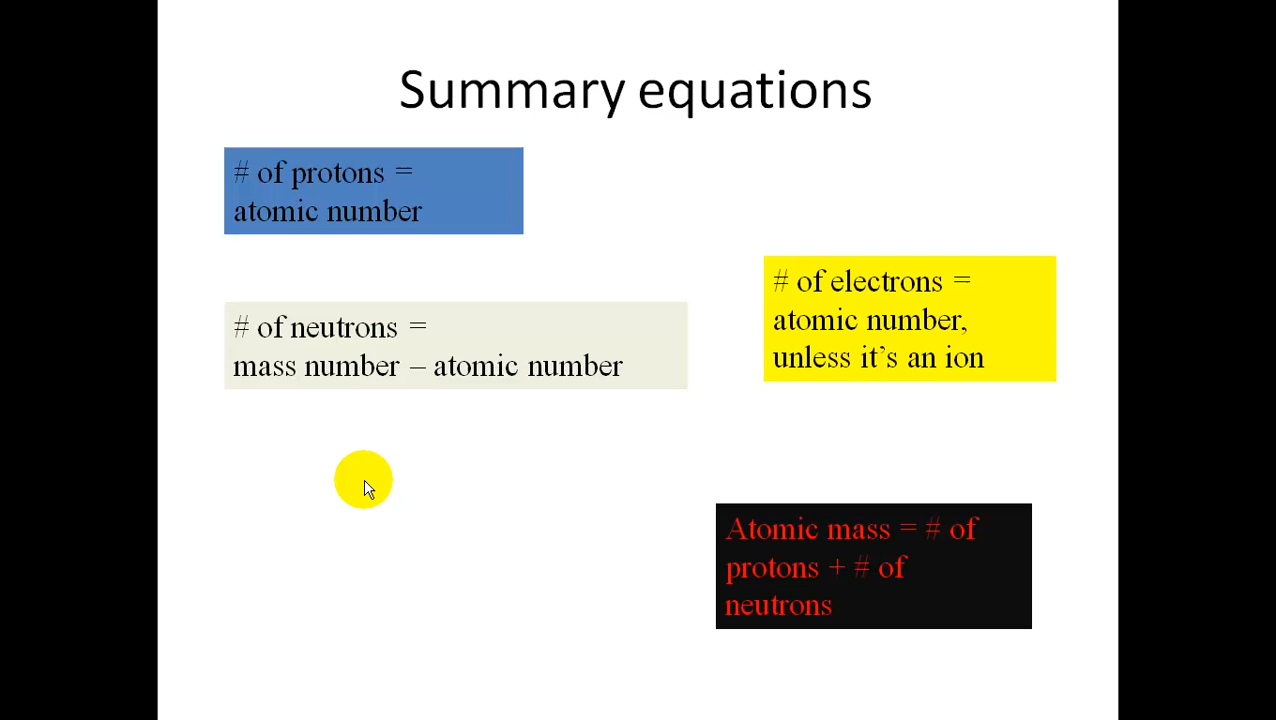 Summary equations
# of protons =
atomic number
# of electrons =
atomic number,
unless it’s an ion
# of neutrons =
mass number – atomic number
Atomic mass = # of
protons + # of
neutrons